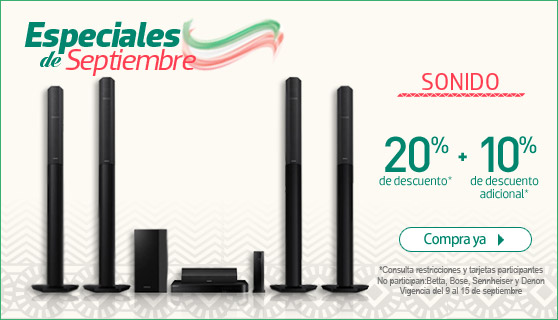 Especiales
de Septiembre
SONIDO
20% + 10%
de descuento* de descuento
adicional*
Compra ya
*Consulta restricciones y tarjetas participantes
No participan:Betta, Bose, Sennheiser y Denon
Vigencia del 9 al 15 de septiembre